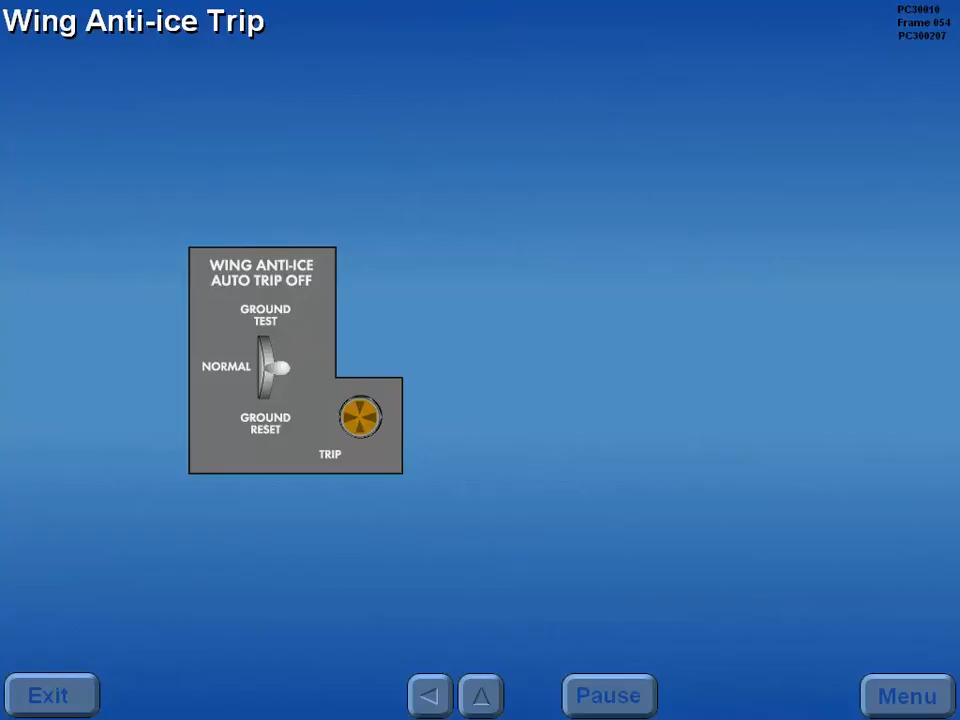 Wing Anti-ice Trip
PC30010
Frame 054
PC300207
WING ANTI-ICE
AUTO TRIP OFF
GROUND
TEST
NORMAL
GROUND
RESET
TRIP
Exit
Pause
Menu